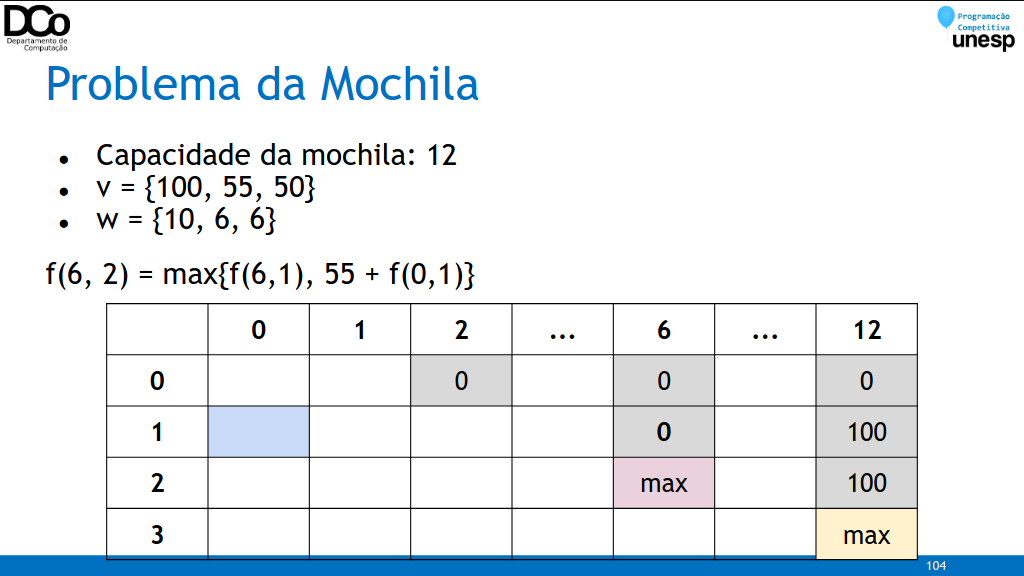 DCo
Departamento de
Computação
Programação
Competitiva
unesp
Problema da Mochila
● Capacidade da mochila: 12
● v = {100, 55, 50}
● w = {10, 6, 6}
f(6, 2) = max{f(6,1), 55 + f(0,1)}
0 1 2 ... 6 ... 12
0 0 0 0
1 0 100
2 max 100
3 max
104